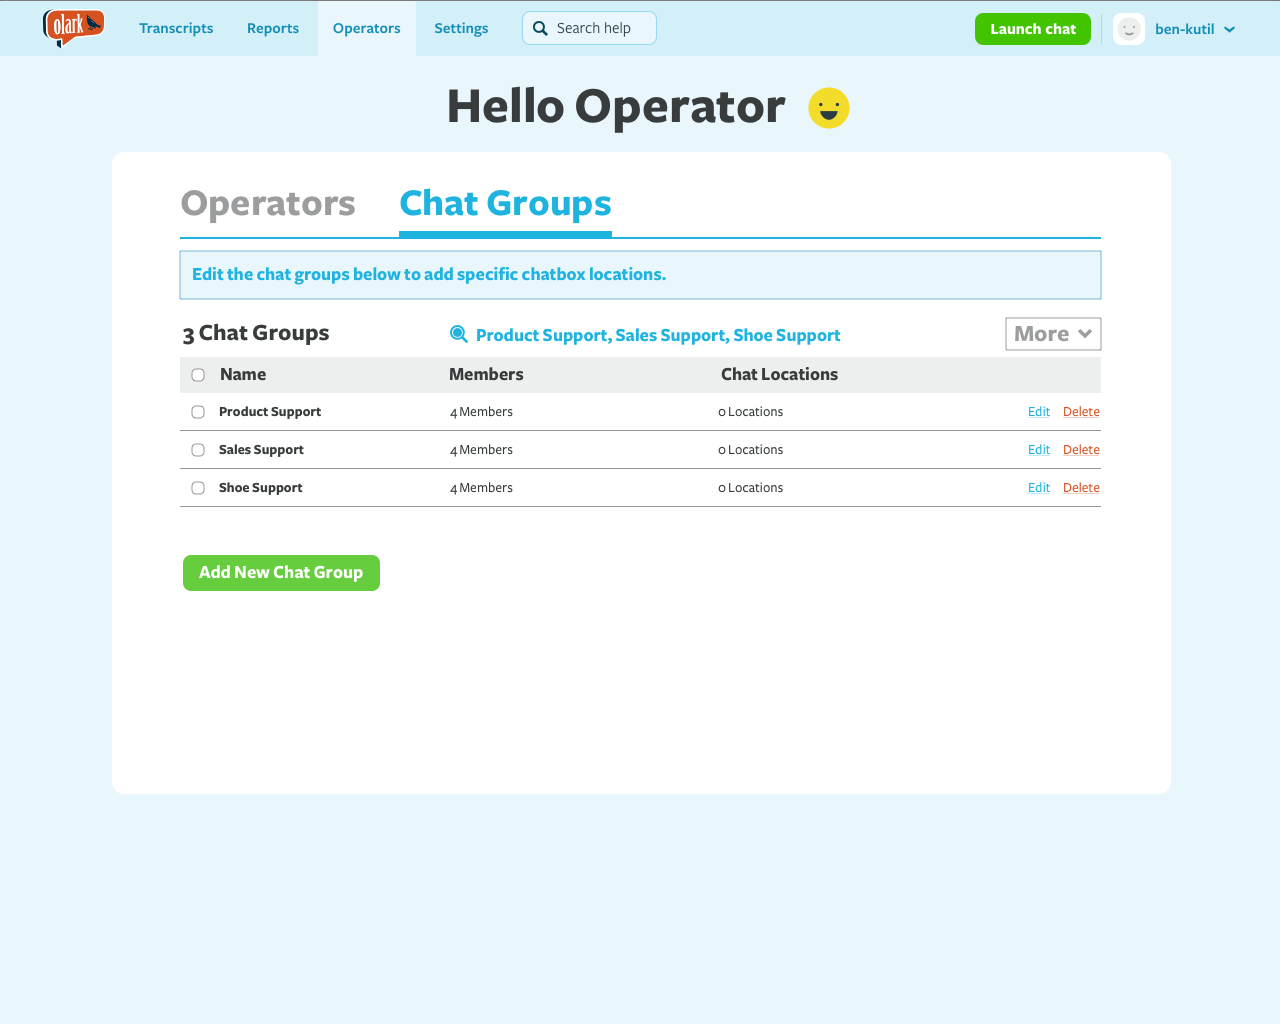 olark Transcripts Reports Operators Settings Search help Launch chat ben-kutil
Hello Operator
Operators Chat Groups
Edit the chat groups below to add specific chatbox locations.
3 Chat Groups Product Support, Sales Support, Shoe Support More
Name Members Chat Locations
Product Support 4 Members 0 Locations Edit Delete
Sales Support 4 Members 0 Locations Edit Delete
Shoe Support 4 Members 0 Locations Edit Delete
Add New Chat Group